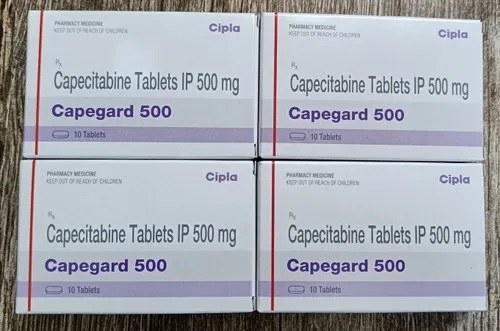 PHARMACY MEDICINE
KEEP OUT OF REACH OF CHILDREN
Cipla
Rx
Capecitabine Tablets IP 500 mg
Capegard 500
10 Tablets
PHARMACY MEDICINE
KEEP OUT OF REACH OF CHILDREN
Cipla
Rx
Capecitabine Tablets IP 500 mg
Capegard 500
10 Tablets
PHARMACY MEDICINE
KEEP OUT OF REACH OF CHILDREN
Cipla
Rx
Capecitabine Tablets IP 500 mg
Capegard 500
10 Tablets
PHARMACY MEDICINE
KEEP OUT OF REACH OF CHILDREN
Cipla
Rx
Capecitabine Tablets IP 500 mg
Capegard 500
10 Tablets